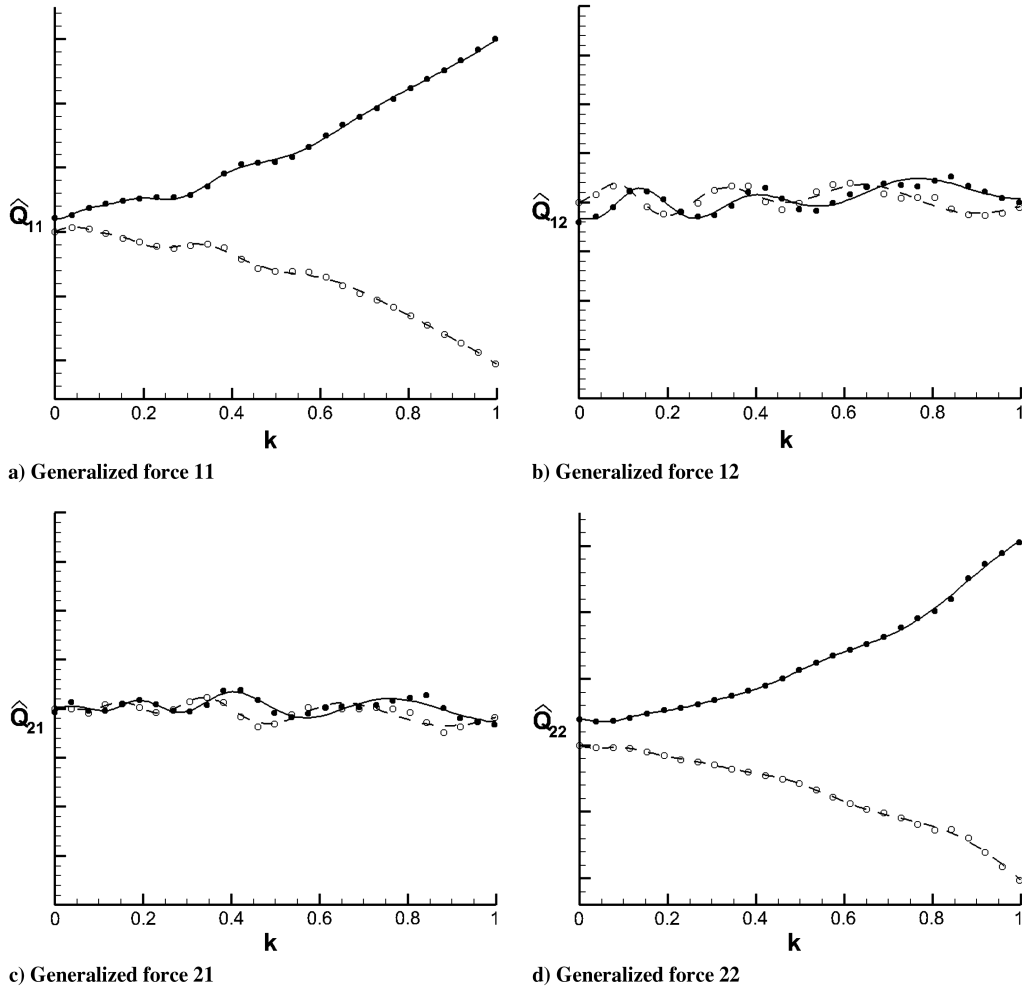 Q̂11
0 0.2 0.4 0.6 0.8 1
k
a) Generalized force 11
Q̂12
0 0.2 0.4 0.6 0.8 1
k
b) Generalized force 12
Q̂21
0 0.2 0.4 0.6 0.8 1
k
c) Generalized force 21
Q̂22
0 0.2 0.4 0.6 0.8 1
k
d) Generalized force 22